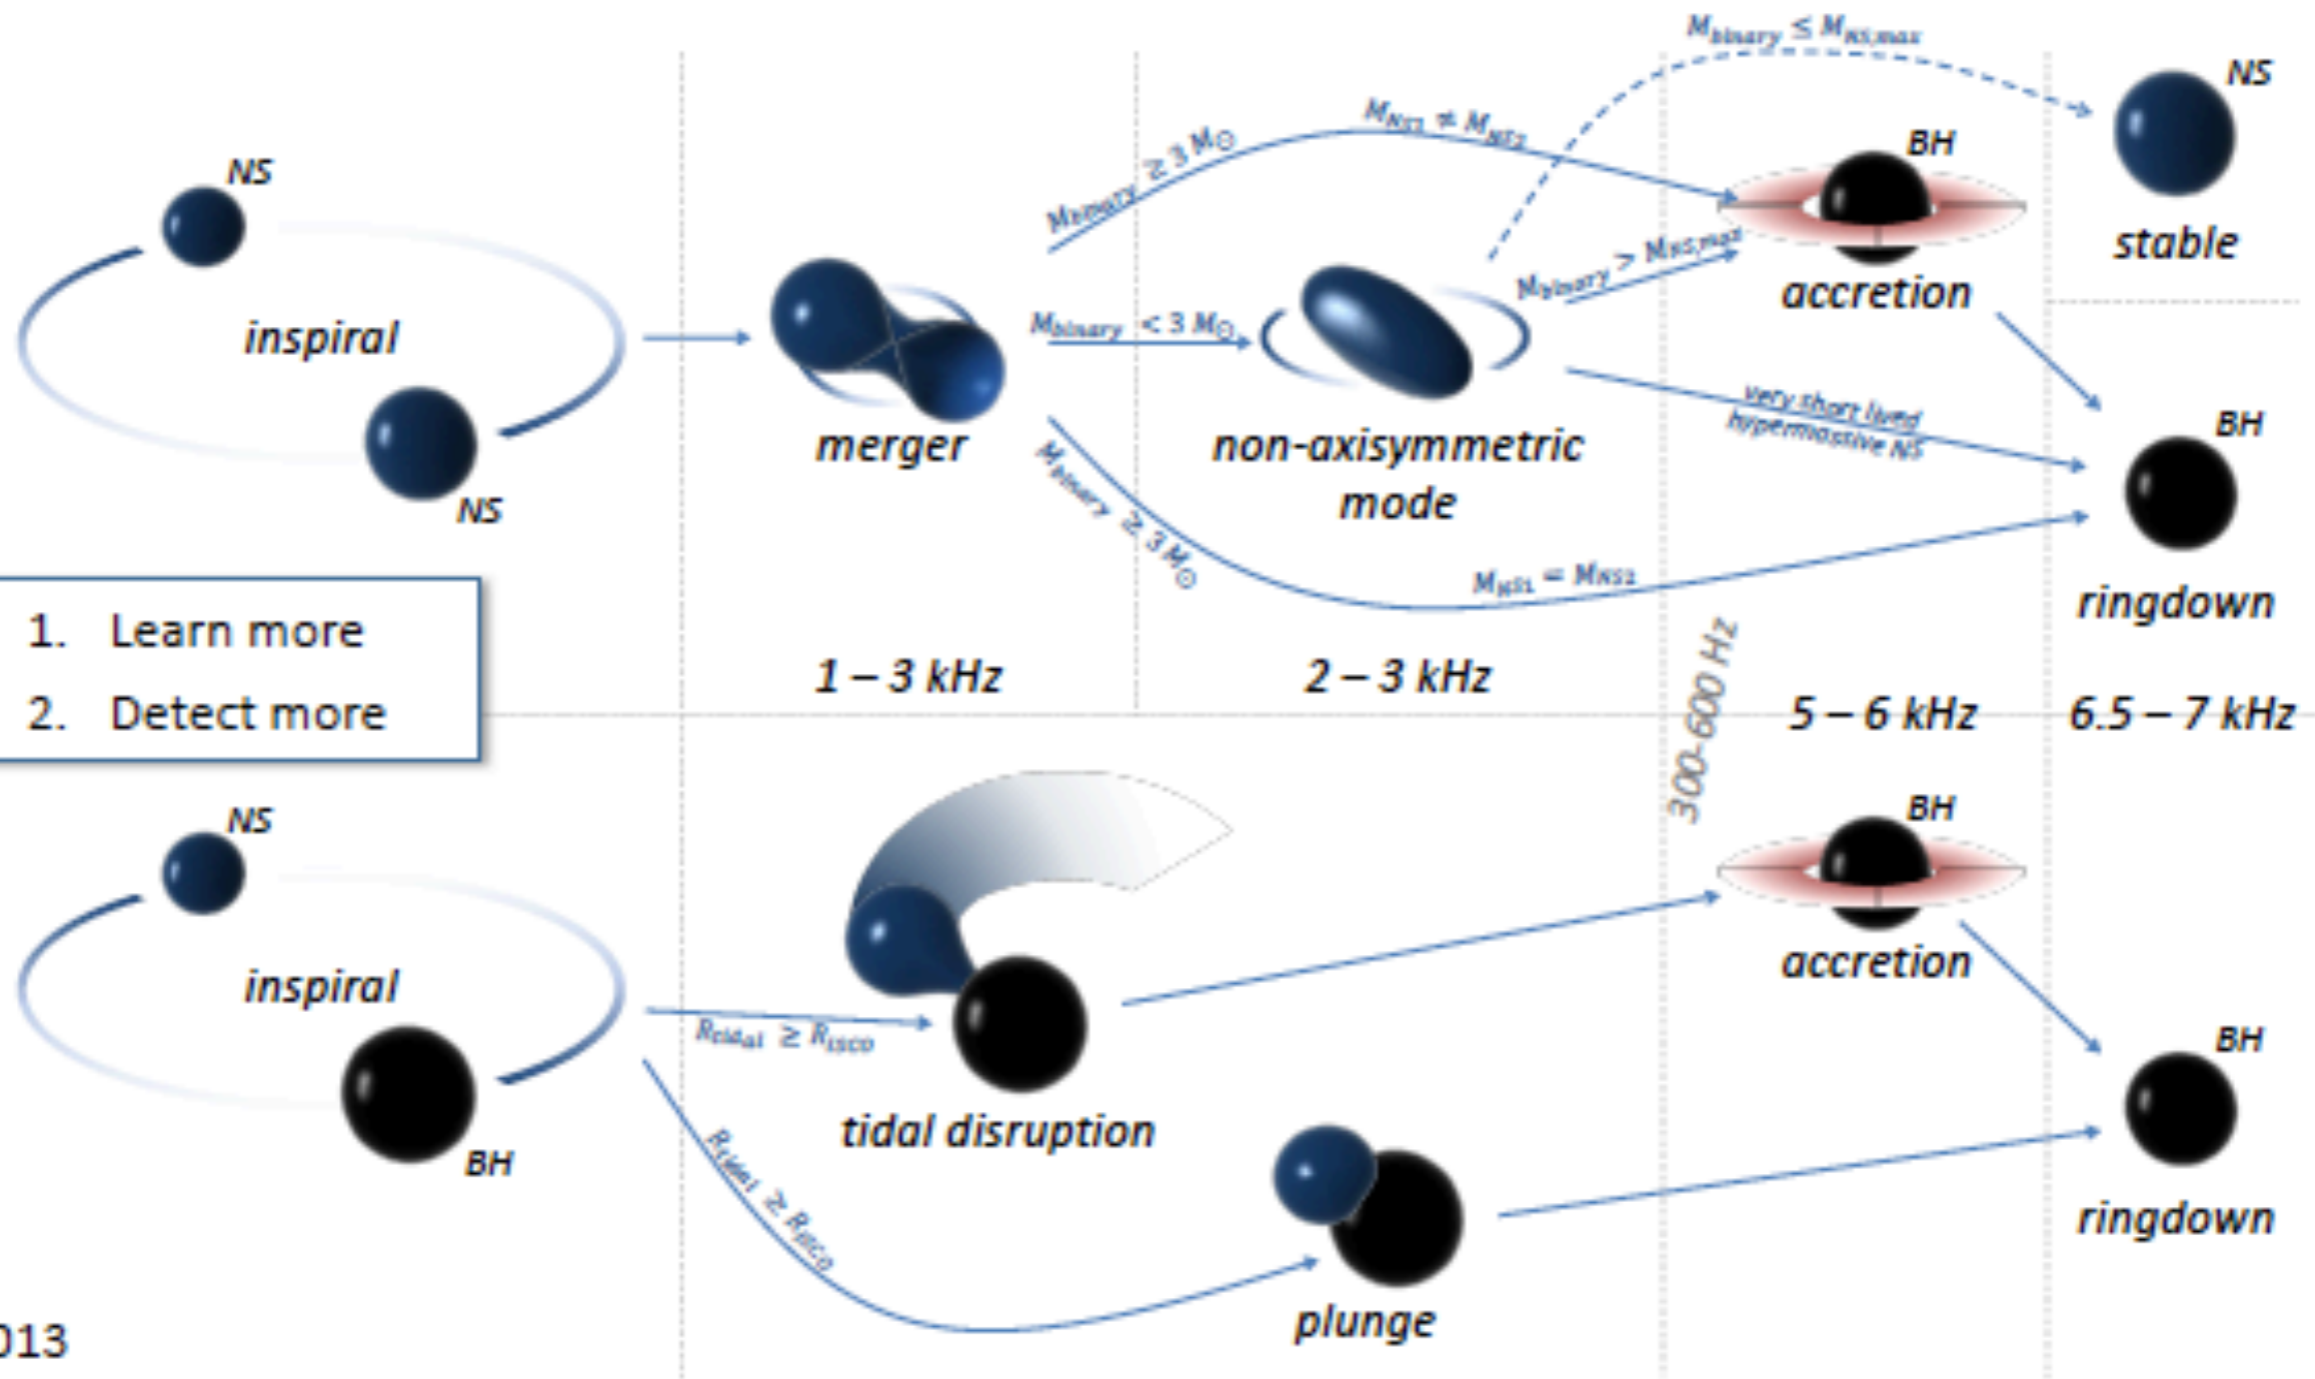 M_binary ≤ M_NS,max
NS
stable
M_binary ≥ 3 M⊙
M_NS1 ≠ M_NS2
BH
accretion
M_binary > M_NS,max
NS
inspiral
NS
merger
M_binary < 3 M⊙
non-axisymmetric
mode
very short lived
hypermassive NS
BH
ringdown
M_binary ≥ 3 M⊙
M_NS1 = M_NS2
1. Learn more
2. Detect more
1 – 3 kHz
2 – 3 kHz
300-600 Hz
5 – 6 kHz
6.5 – 7 kHz
NS
inspiral
BH
R_tidal ≥ R_ISCO
tidal disruption
BH
accretion
R_tidal ≥ R_ISCO
plunge
BH
ringdown
013